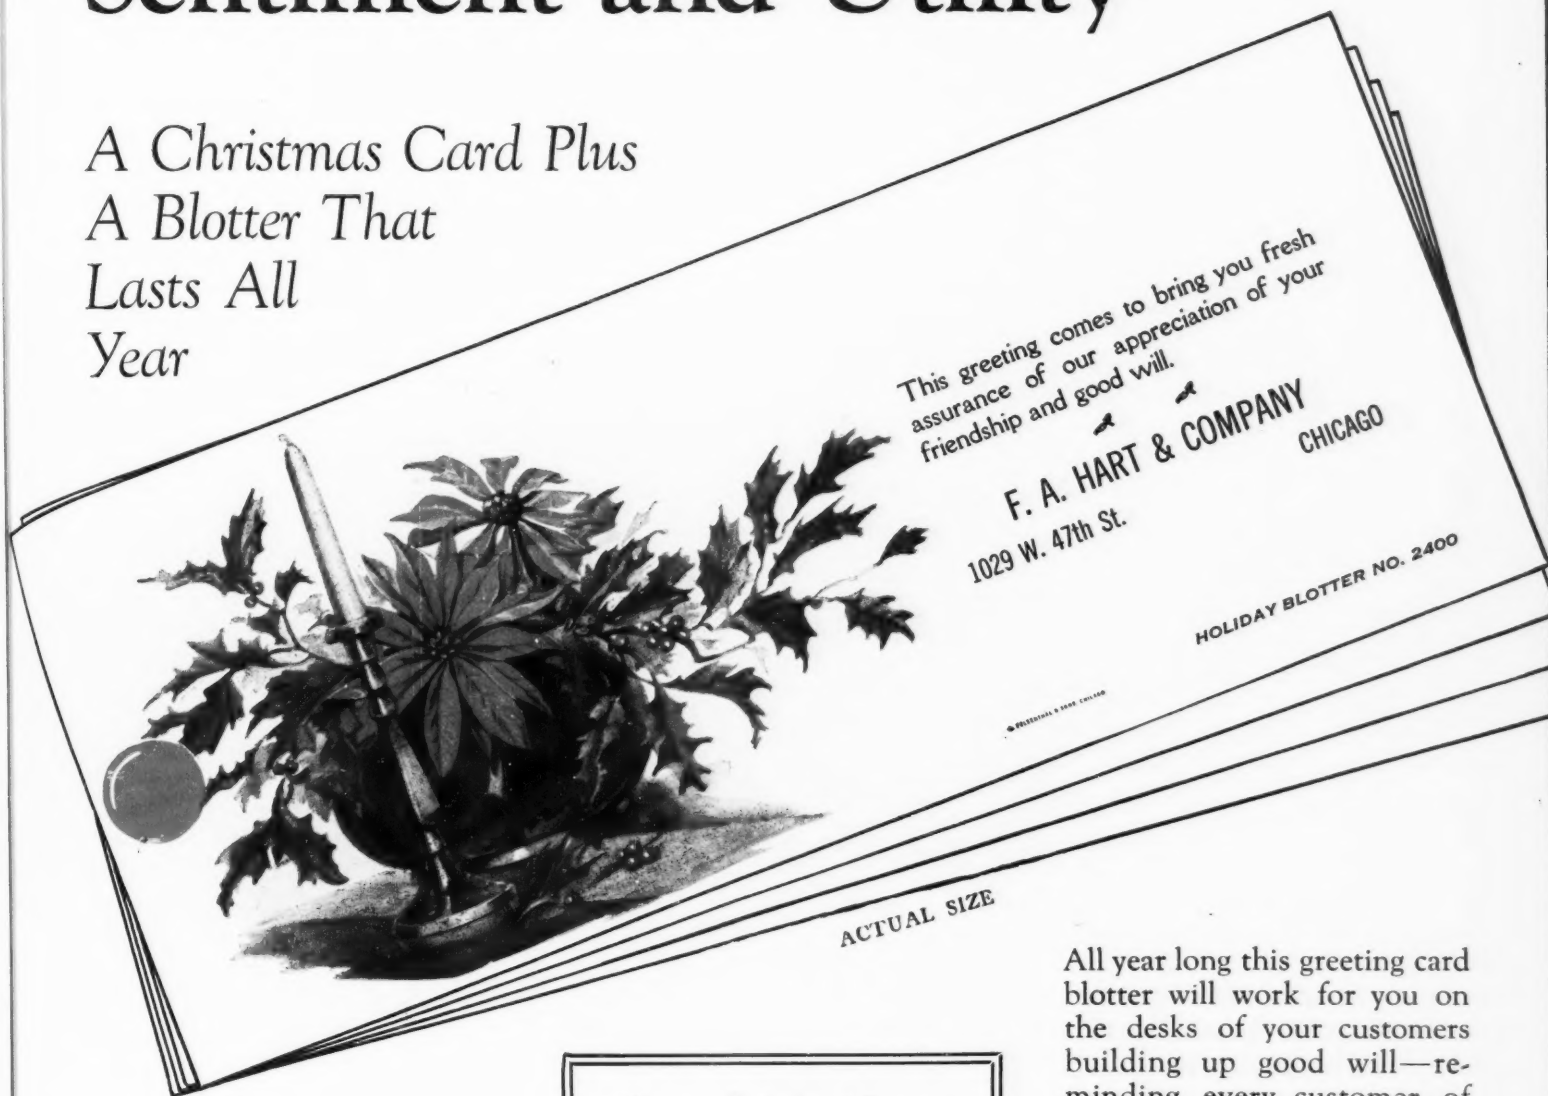 Sentiment and Utility
A Christmas Card Plus
A Blotter That
Lasts All
Year
This greeting comes to bring you fresh
assurance of our appreciation of your
friendship and good will.
F. A. HART & COMPANY
1029 W. 47th St.
CHICAGO
HOLIDAY BLOTTER NO. 2400
ACTUAL SIZE
All year long this greeting card
blotter will work for you on
the desks of your customers
building up good will—re-
minding every customer of